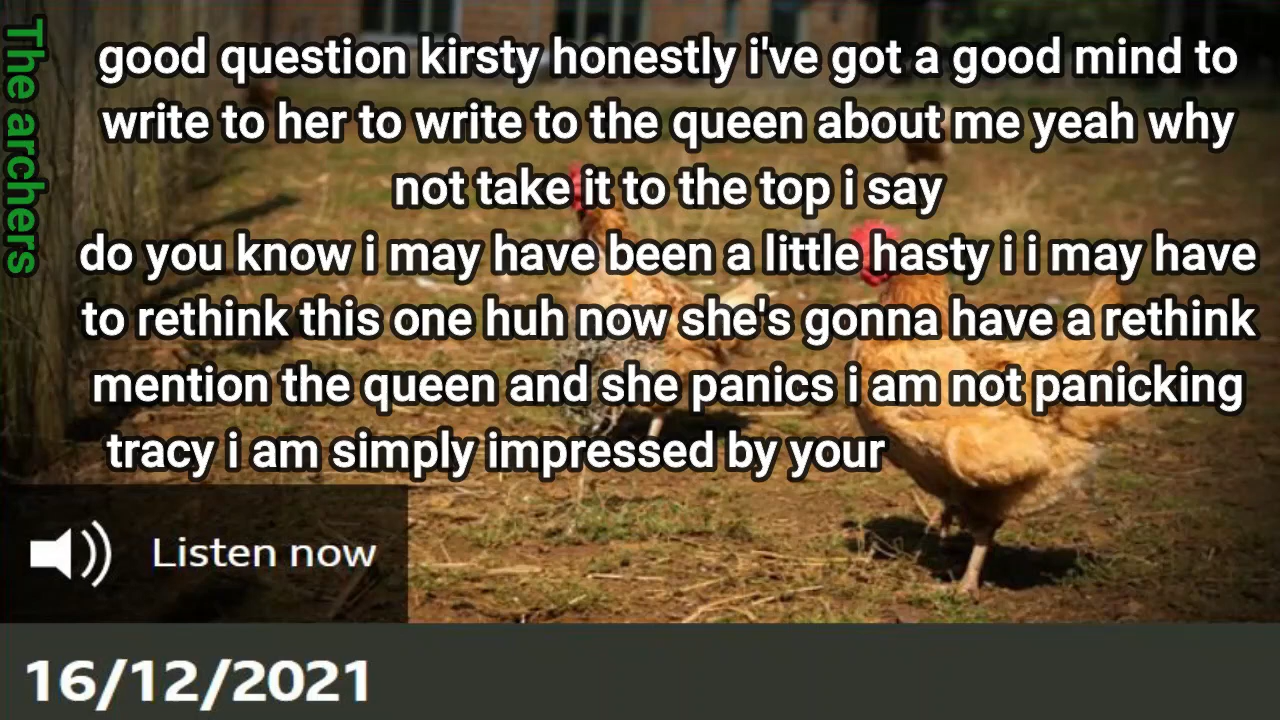 The archers
good question kirsty honestly i've got a good mind to
write to her to write to the queen about me yeah why
not take it to the top i say
do you know i may have been a little hasty i i may have
to rethink this one huh now she's gonna have a rethink
mention the queen and she panics i am not panicking
tracy i am simply impressed by your
Listen now
16/12/2021